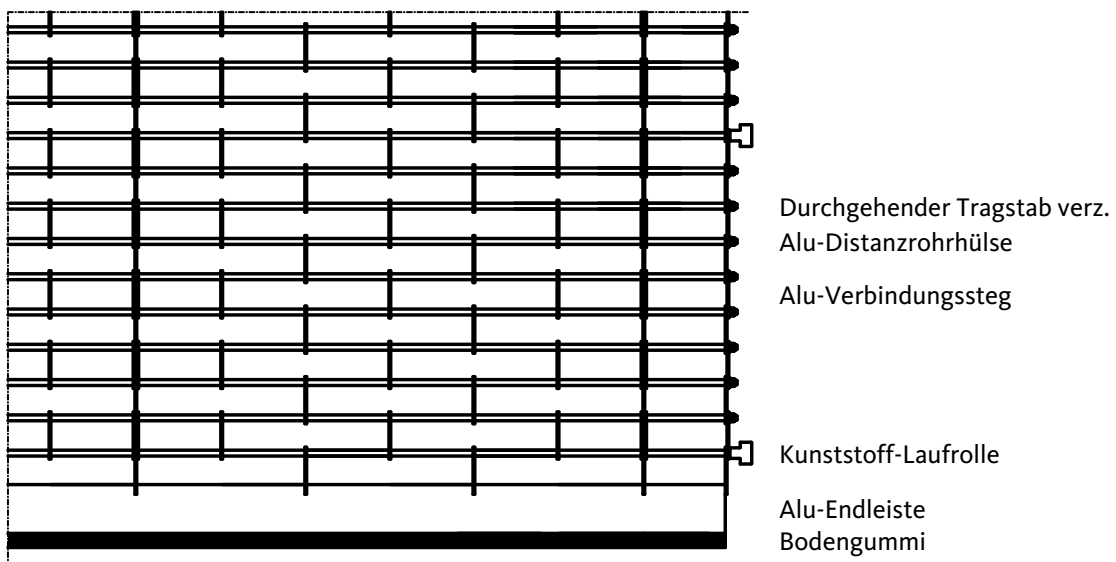 Durchgehender Tragstab verz.
Alu-Distanzrohrhülse
Alu-Verbindungssteg
Kunststoff-Laufrolle
Alu-Endleiste
Bodengummi